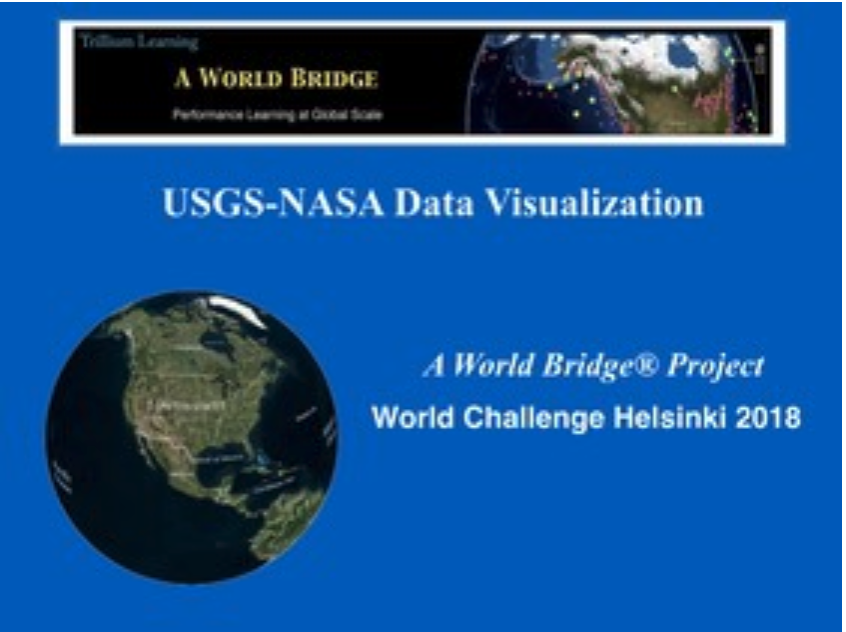 Trillium Learning
A WORLD BRIDGE
Performance Learning at Global Scale
USGS-NASA Data Visualization
A World Bridge® Project
World Challenge Helsinki 2018